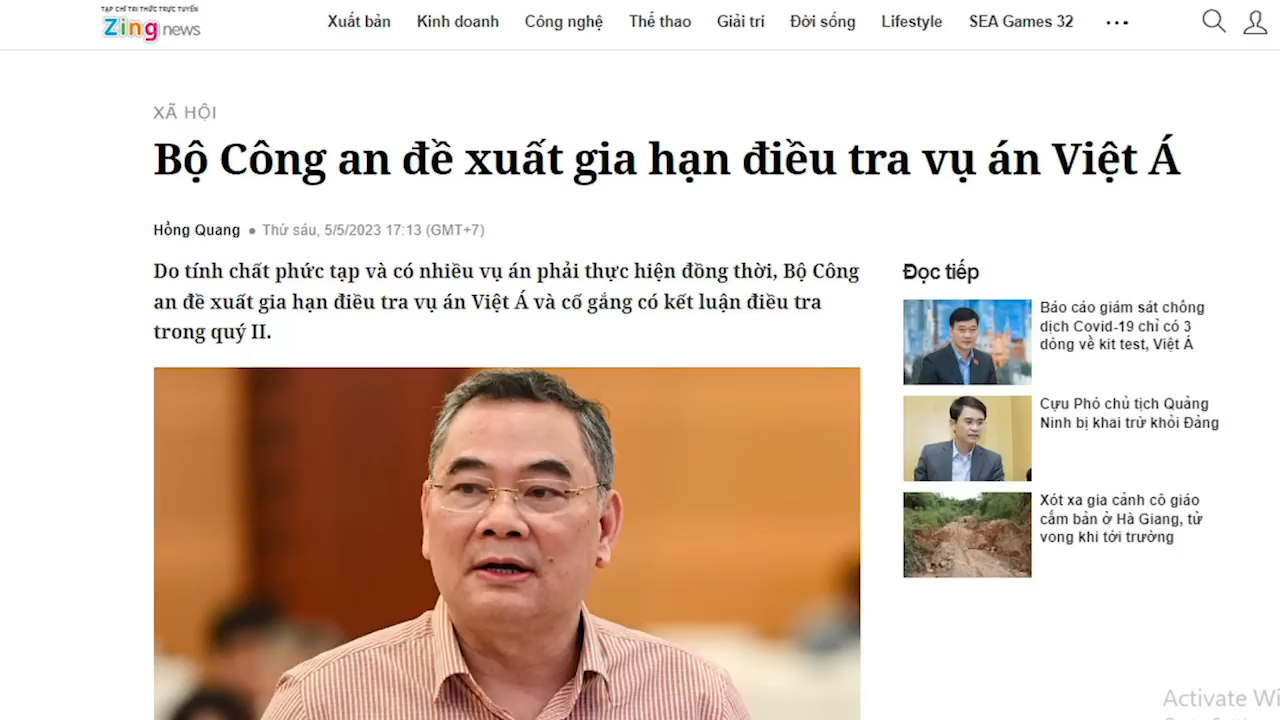 TẠP CHÍ TRI THỨC TRỰC TUYẾN
Zing news
Xuất bản Kinh doanh Công nghệ Thể thao Giải trí Đời sống Lifestyle SEA Games 32 ...
XÃ HỘI
Bộ Công an đề xuất gia hạn điều tra vụ án Việt Á
Hồng Quang • Thứ sáu, 5/5/2023 17:13 (GMT+7)
Do tính chất phức tạp và có nhiều vụ án phải thực hiện đồng thời, Bộ Công
an đề xuất gia hạn điều tra vụ án Việt Á và cố gắng có kết luận điều tra
trong quý II.
Đọc tiếp
Báo cáo giám sát chống
dịch Covid-19 chỉ có 3
dòng về kit test, Việt Á
Cựu Phó chủ tịch Quảng
Ninh bị khai trừ khỏi Đảng
Xót xa gia cảnh cô giáo
cắm bản ở Hà Giang, tử
vong khi tới trường
Activate Wi